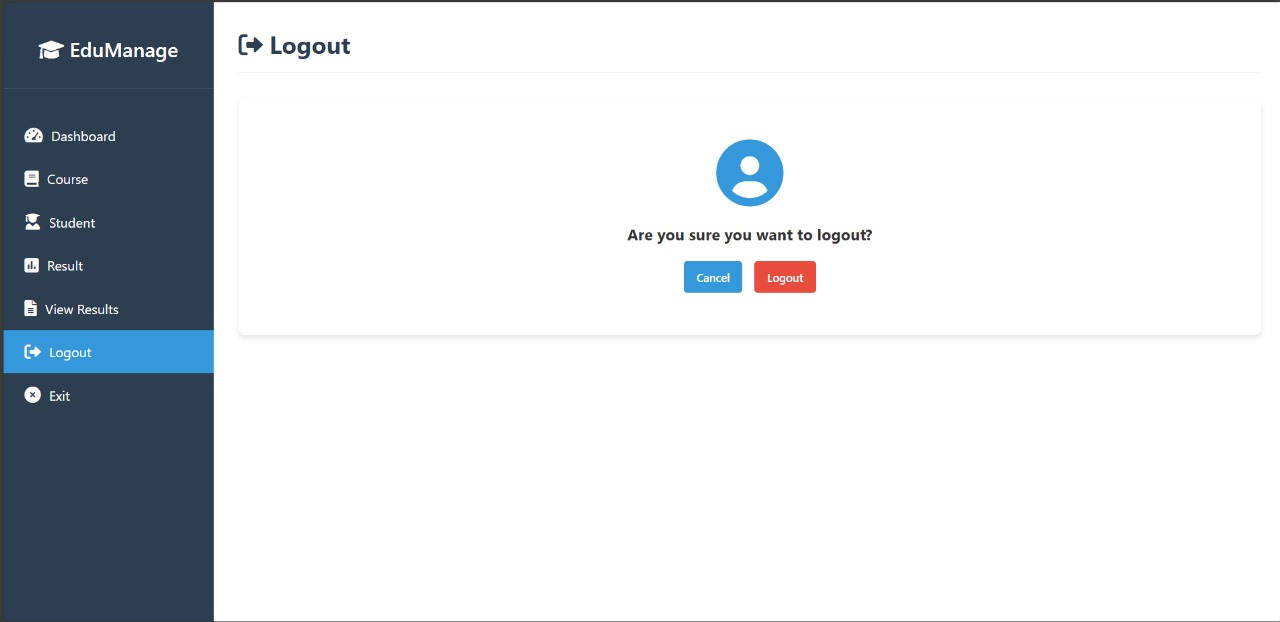 EduManage
Dashboard
Course
Student
Result
View Results
Logout
Exit
Logout
Are you sure you want to logout?
Cancel Logout